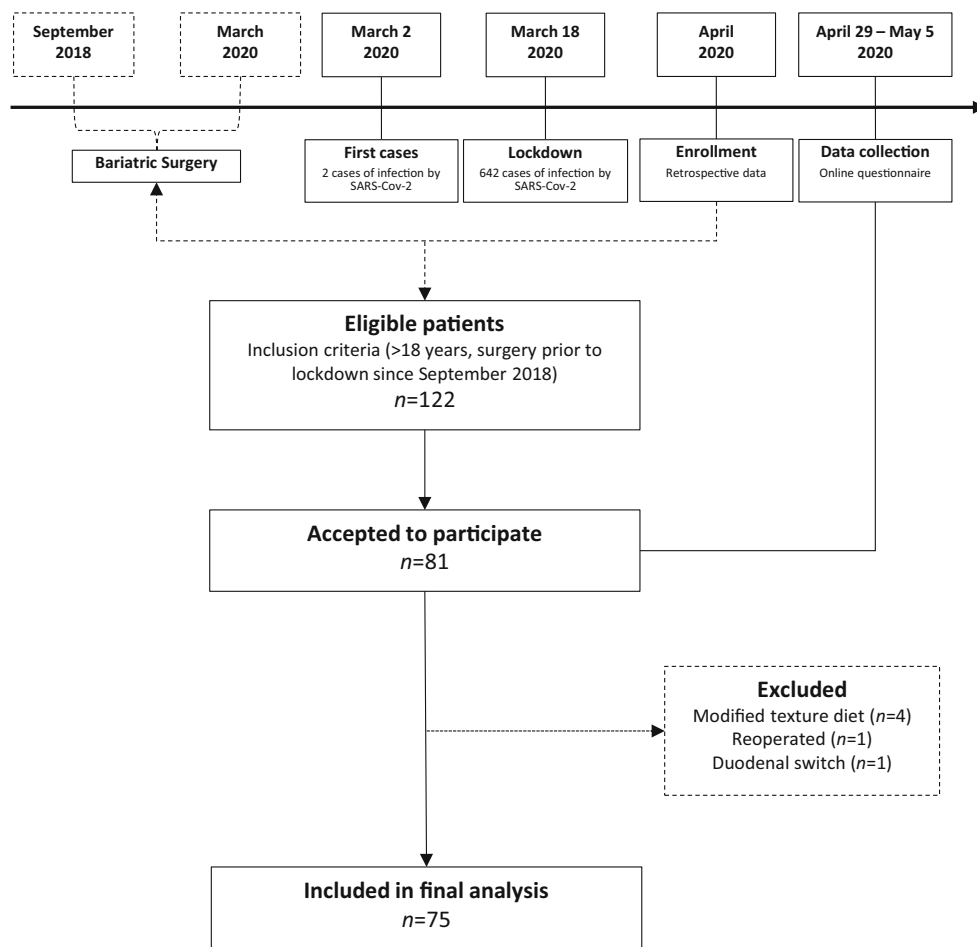 September
2018
March
2020
March 2
2020
March 18
2020
April
2020
April 29 – May 5
2020
Bariatric Surgery
First cases
2 cases of infection by
SARS-Cov-2
Lockdown
642 cases of infection by
SARS-Cov-2
Enrollment
Retrospective data
Data collection
Online questionnaire
Eligible patients
Inclusion criteria (>18 years, surgery prior to
lockdown since September 2018)
n=122
Accepted to participate
n=81
Excluded
Modified texture diet (n=4)
Reoperated (n=1)
Duodenal switch (n=1)
Included in final analysis
n=75